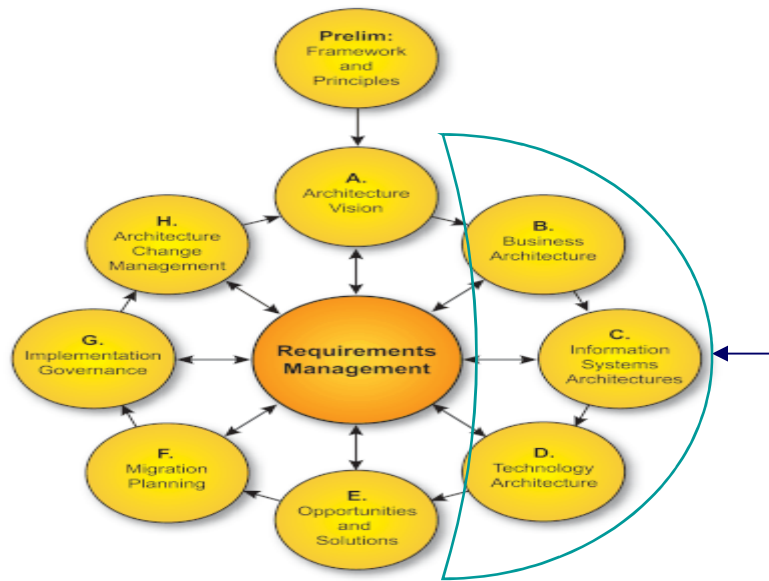 Prelim:
Framework
and
Principles
A.
Architecture
Vision
H.
Architecture
Change
Management
B.
Business
Architecture
G.
Implementation
Governance
Requirements
Management
C.
Information
Systems
Architectures
F.
Migration
Planning
D.
Technology
Architecture
E.
Opportunities
and
Solutions